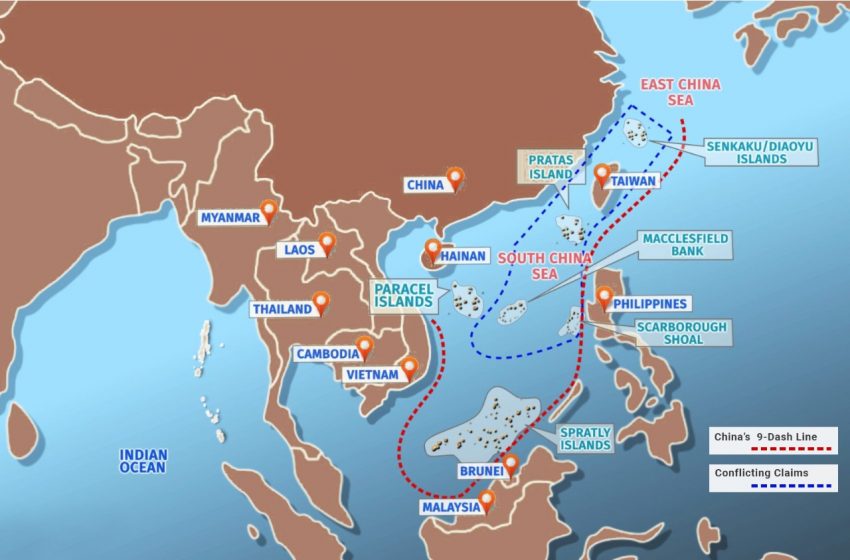 EAST CHINA
SEA
SENKAKU/DIAOYU
ISLANDS
PRATAS
ISLAND
TAIWAN
CHINA
MYANMAR
LAOS
HAINAN
SOUTH CHINA
SEA
MACCLESFIELD
BANK
PARACEL
ISLANDS
THAILAND
PHILIPPINES
SCARBOROUGH
SHOAL
CAMBODIA
VIETNAM
SPRATLY
ISLANDS
China's 9-Dash Line
INDIAN
OCEAN
BRUNEI
Conflicting Claims
MALAYSIA